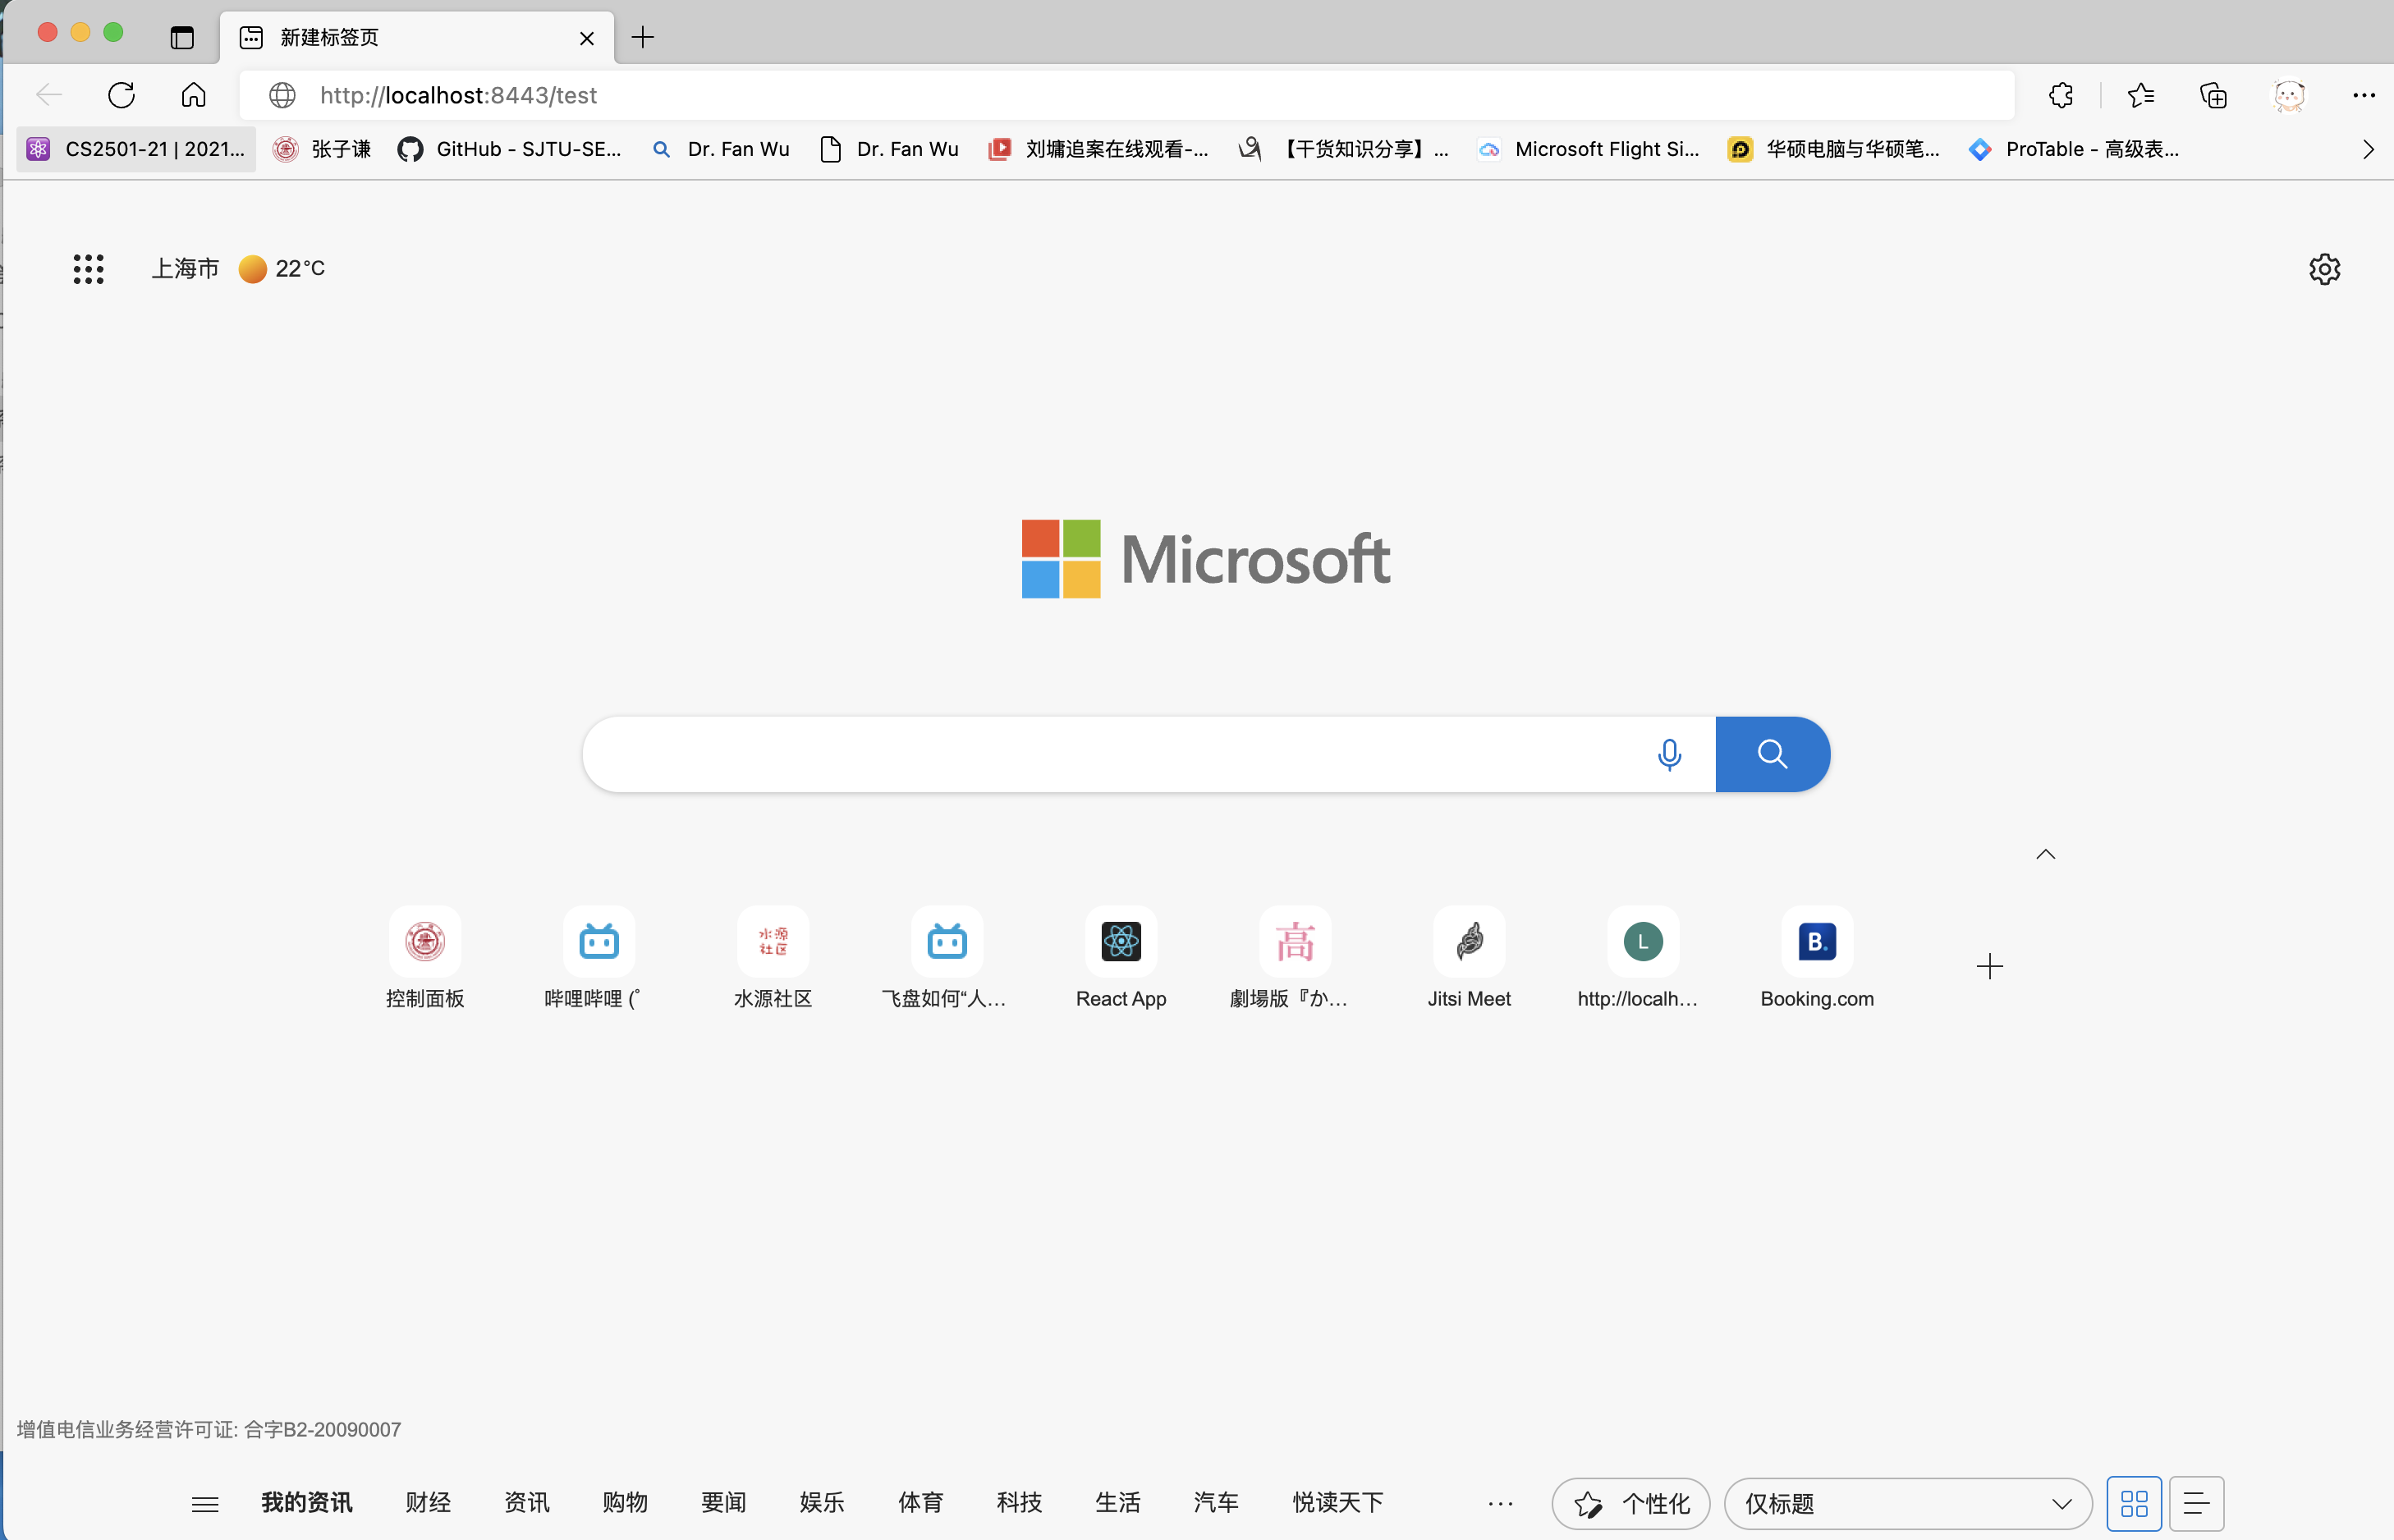 新建标签页
http://localhost:8443/test
CS2501-21 | 2021... 张子谦 GitHub - SJTU-SE... Dr. Fan Wu Dr. Fan Wu 刘墉追案在线观看-... 【干货知识分享】... Microsoft Flight Si... 华硕电脑与华硕笔... ProTable - 高级表...
上海市 22°C
Microsoft
水源
社区
高
L
B.
控制面板 哔哩哔哩 (゜ 水源社区 飞盘如何“人... React App 劇場版『か... Jitsi Meet http://localh... Booking.com
增值电信业务经营许可证: 合字B2-20090007
我的资讯 财经 资讯 购物 要闻 娱乐 体育 科技 生活 汽车 悦读天下 ... 个性化 仅标题